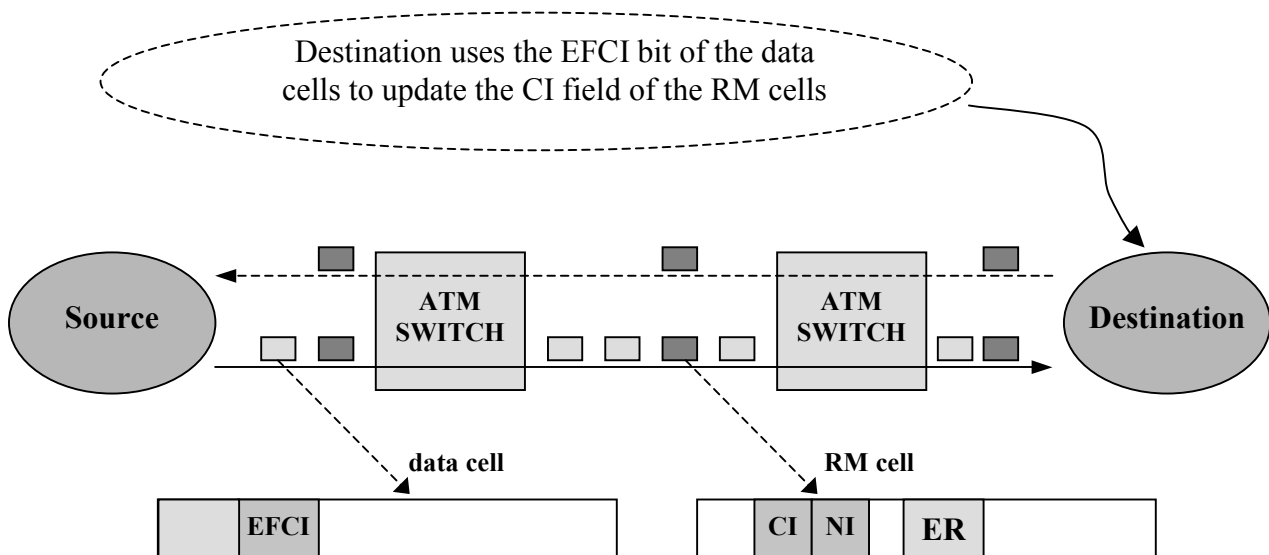 Destination uses the EFCI bit of the data
cells to update the CI field of the RM cells
Source
ATM
SWITCH
ATM
SWITCH
Destination
data cell
RM cell
EFCI
CI NI ER